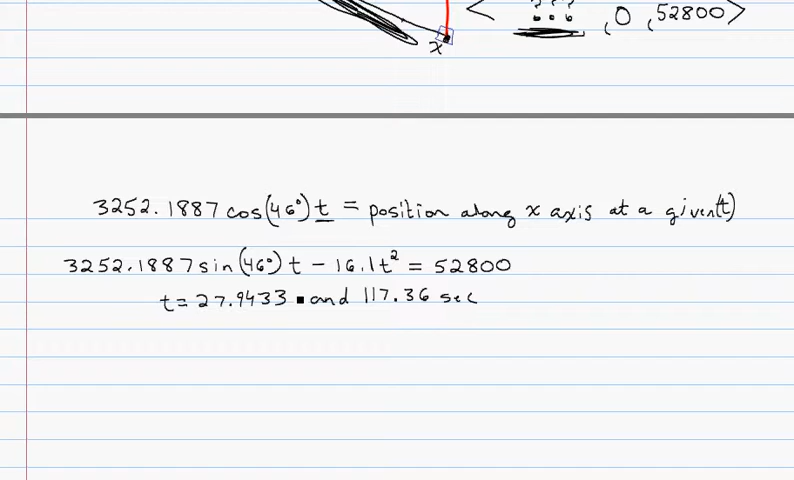 < ??? , 0 , 52800 >
x
3252.1887 cos(46°) t = position along x axis at a given (t)
3252.1887 sin(46°) t - 16.1t² = 52800
t = 27.9433 . and 117.36 sec